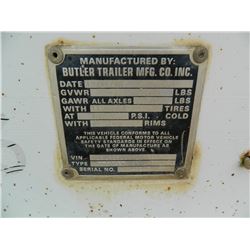 MANUFACTURED BY:
BUTLER TRAILER MFG. CO. INC.
DATE
GVWR LBS
GAWR ALL AXLES LBS
WITH TIRES
AT P.S.I. COLD
WITH RIMS
THIS VEHICLE CONFORMS TO ALL
APPLICABLE FEDERAL MOTOR VEHICLE
SAFETY STANDARDS IN EFFECT ON
THE DATE OF MANUFACTURE AS
SHOWN ABOVE.
VIN
TYPE
SERIAL NO.